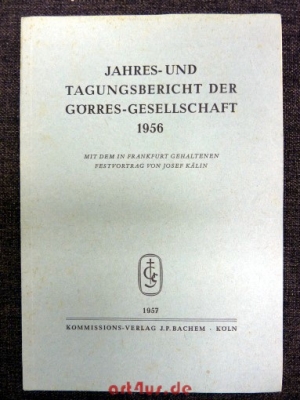 JAHRES- UND
TAGUNGSBERICHT DER
GÖRRES-GESELLSCHAFT
1956
MIT DEM IN FRANKFURT GEHALTENEN
FESTVORTRAG VON JOSEF KÄLIN
1957
KOMMISSIONS-VERLAG J.P. BACHEM · KÖLN
art4ur.de